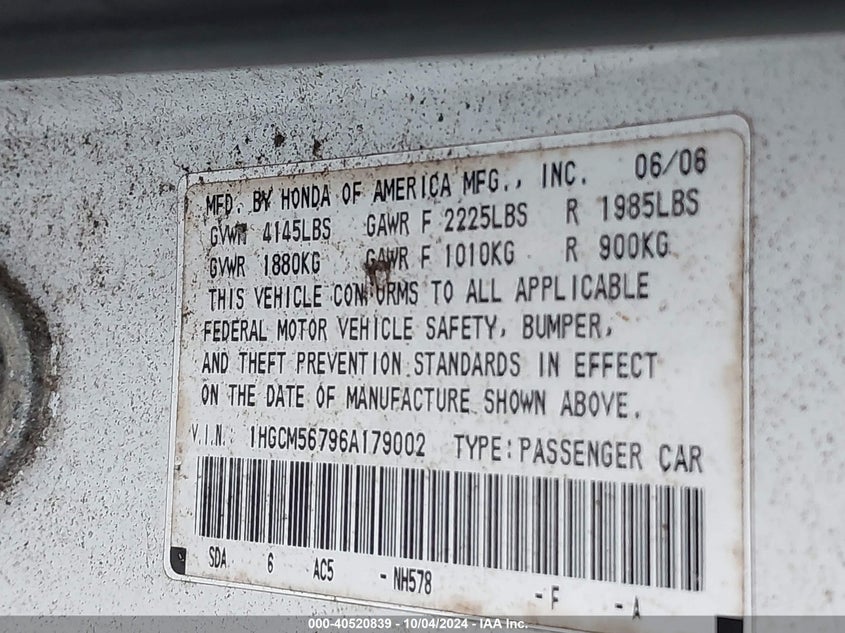 MFD. BY HONDA OF AMERICA MFG., INC. 06/06
GVWR 4145LBS GAWR F 2225LBS R 1985LBS
GVWR 1880KG GAWR F 1010KG R 900KG
THIS VEHICLE CONFORMS TO ALL APPLICABLE
FEDERAL MOTOR VEHICLE SAFETY, BUMPER,
AND THEFT PREVENTION STANDARDS IN EFFECT
ON THE DATE OF MANUFACTURE SHOWN ABOVE.
V.I.N.: 1HGCM56796A179002 TYPE:PASSENGER CAR
SDA 6 AC5 -NH578 -F -A
000-40520839 - 10/04/2024 - IAA Inc.